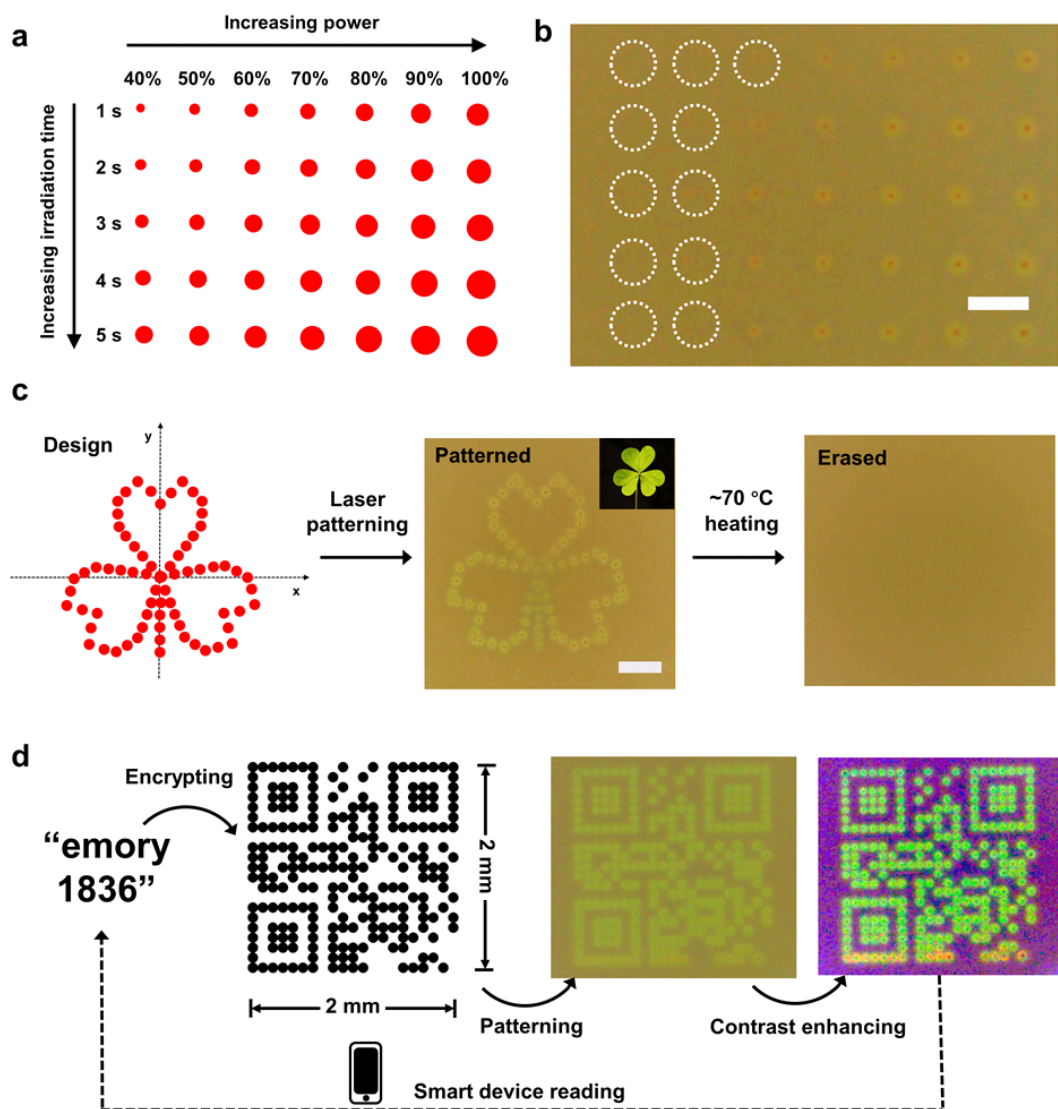 a
Increasing power
40% 50% 60% 70% 80% 90% 100%
Increasing irradiation time
1 s
2 s
3 s
4 s
5 s
b
c
Design
y
x
Laser
patterning
Patterned
~70 °C
heating
Erased
d
Encrypting
“emory
1836”
2 mm
2 mm
Patterning
Contrast enhancing
Smart device reading